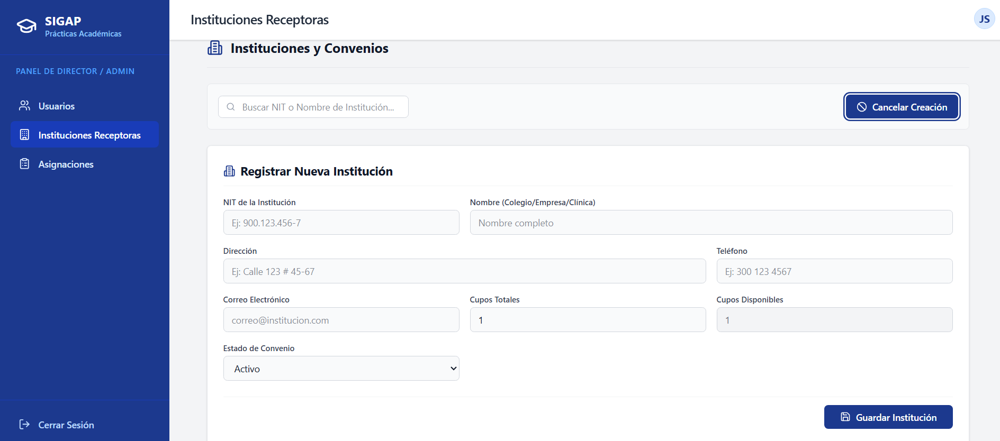 SIGAP
Prácticas Académicas
PANEL DE DIRECTOR / ADMIN
Usuarios
Instituciones Receptoras
Asignaciones
Cerrar Sesión
Instituciones Receptoras
JS
Instituciones y Convenios
Buscar NIT o Nombre de Institución...
Cancelar Creación
Registrar Nueva Institución
NIT de la Institución
Ej: 900.123.456-7
Nombre (Colegio/Empresa/Clínica)
Nombre completo
Dirección
Ej: Calle 123 # 45-67
Teléfono
Ej: 300 123 4567
Correo Electrónico
correo@institucion.com
Cupos Totales
1
Cupos Disponibles
1
Estado de Convenio
Activo
Guardar Institución